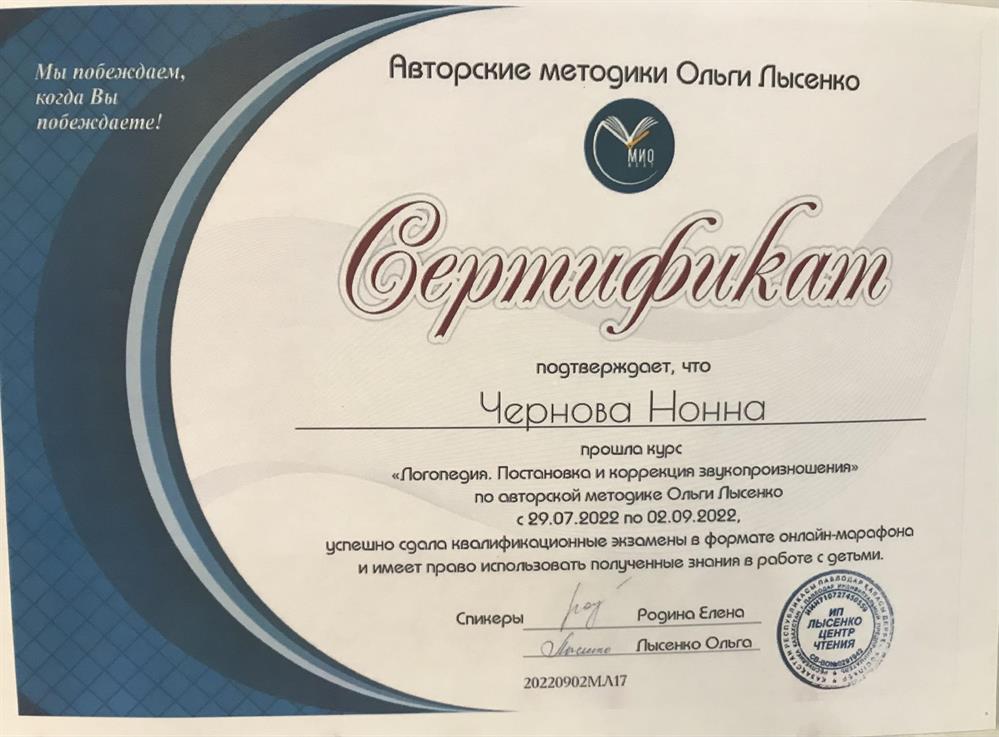 Мы побеждаем,
когда Вы
побеждаете!
Авторские методики Ольги Лысенко
МИО
Сертификат
подтверждает, что
Чернова Нонна
прошла курс
«Логопедия. Постановка и коррекция звукопроизношения»
по авторской методике Ольги Лысенко
с 29.07.2022 по 02.09.2022,
успешно сдала квалификационные экзамены в формате онлайн-марафона
и имеет право использовать полученные знания в работе с детьми.
Спикеры Родина Елена
Лысенко Ольга
20220902МЛ17
ИП
ЛЫСЕНКО
ЦЕНТР
ЧТЕНИЯ